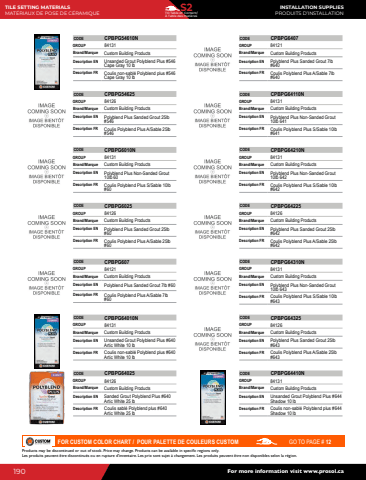 TILE SETTING MATERIALS
MATÉRIAUX DE POSE DE CÉRAMIQUE
S2
INSTALLATION SUPPLIES
PRODUITS D'INSTALLATION
CODE CPBPG54610N
GROUP 84131
Brand/Marque Custom Building Products
Description EN Unsanded Grout Polyblend Plus #546
Cape Gray 10 lb
Description FR Coulis non-sablé Polyblend plus #546
Cape Gray 10 lb
IMAGE
COMING SOON
IMAGE BIENTÔT
DISPONIBLE
CODE CPBPG54625
GROUP 84126
Brand/Marque Custom Building Products
Description EN Polyblend Plus Sanded Grout 25lb
#546
Description FR Coulis Polyblend Plus A/Sable 25lb
#546
IMAGE
COMING SOON
IMAGE BIENTÔT
DISPONIBLE
CODE CPBPG6010N
GROUP 84131
Brand/Marque Custom Building Products
Description EN Polyblend Plus Non-Sanded Grout
10lb 60
Description FR Coulis Polyblend Plus S/Sable 10lb
#60
IMAGE
COMING SOON
IMAGE BIENTÔT
DISPONIBLE
CODE CPBPG6025
GROUP 84126
Brand/Marque Custom Building Products
Description EN Polyblend Plus Sanded Grout 25lb
#60
Description FR Coulis Polyblend Plus A/Sable 25lb
#60
IMAGE
COMING SOON
IMAGE BIENTÔT
DISPONIBLE
CODE CPBPG607
GROUP 84121
Brand/Marque Custom Building Products
Description EN Polyblend Plus Sanded Grout 7lb #60
Description FR Coulis Polyblend Plus A/Sable 7lb
#60
CODE CPBPG64010N
GROUP 84131
Brand/Marque Custom Building Products
Description EN Unsanded Grout Polyblend Plus #640
Artic White 10 lb
Description FR Coulis non-sablé Polyblend plus #640
Artic White 10 lb
POLYBLEND
CODE CPBPG64025
GROUP 84126
Brand/Marque Custom Building Products
Description EN Sanded Grout Polyblend Plus #640
Artic White 25 lb
Description FR Coulis sablé Polyblend plus #640
Artic White 25 lb
IMAGE
COMING SOON
IMAGE BIENTÔT
DISPONIBLE
CODE CPBPG6407
GROUP 84121
Brand/Marque Custom Building Products
Description EN Polyblend Plus Sanded Grout 7lb
#640
Description FR Coulis Polyblend Plus A/Sable 7lb
#640
IMAGE
COMING SOON
IMAGE BIENTÔT
DISPONIBLE
CODE CPBPG64110N
GROUP 84131
Brand/Marque Custom Building Products
Description EN Polyblend Plus Non-Sanded Grout
10lb 641
Description FR Coulis Polyblend Plus S/Sable 10lb
#641
IMAGE
COMING SOON
IMAGE BIENTÔT
DISPONIBLE
CODE CPBPG64210N
GROUP 84131
Brand/Marque Custom Building Products
Description EN Polyblend Plus Non-Sanded Grout
10lb 642
Description FR Coulis Polyblend Plus S/Sable 10lb
#642
IMAGE
COMING SOON
IMAGE BIENTÔT
DISPONIBLE
CODE CPBPG64225
GROUP 84126
Brand/Marque Custom Building Products
Description EN Polyblend Plus Sanded Grout 25lb
#642
Description FR Coulis Polyblend Plus A/Sable 25lb
#642
IMAGE
COMING SOON
IMAGE BIENTÔT
DISPONIBLE
CODE CPBPG64310N
GROUP 84131
Brand/Marque Custom Building Products
Description EN Polyblend Plus Non-Sanded Grout
10lb 643
Description FR Coulis Polyblend Plus S/Sable 10lb
#643
IMAGE
COMING SOON
IMAGE BIENTÔT
DISPONIBLE
CODE CPBPG64325
GROUP 84126
Brand/Marque Custom Building Products
Description EN Polyblend Plus Sanded Grout 25lb
#643
Description FR Coulis Polyblend Plus A/Sable 25lb
#643
CODE CPBPG64410N
GROUP 84131
Brand/Marque Custom Building Products
Description EN Unsanded Grout Polyblend Plus #644
Shadow 10 lb
Description FR Coulis non-sablé Polyblend plus #644
Shadow 10 lb
CUSTOM
FOR CUSTOM COLOR CHART / POUR PALETTE DE COULEURS CUSTOM
GO TO PAGE # 12
Products may be discontinued or out of stock. Price may change. Products can be available in specific regions only.
Les produits peuvent être discontinués ou en rupture d'inventaire. Les prix sont sujet à changement. Les produits peuvent être non disponibles selon la région.
190
For more information visit www.prosol.ca